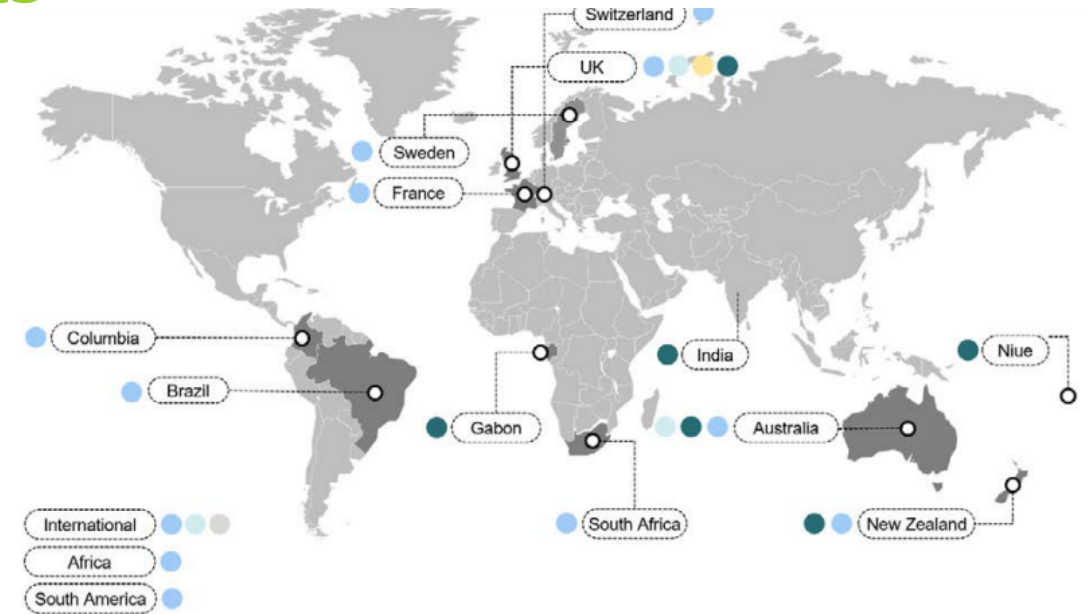 Switzerland
UK
Sweden
France
Columbia
Brazil
India
Niue
Gabon
Australia
International
South Africa
New Zealand
Africa
South America